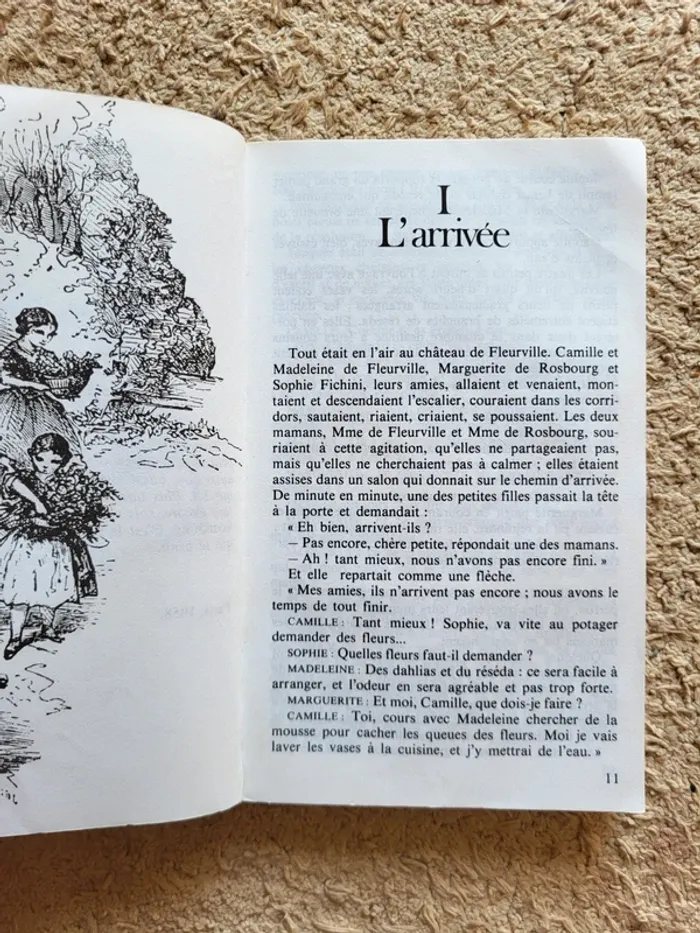 I
L'arrivée
Tout était en l'air au château de Fleurville. Camille et
Madeleine de Fleurville, Marguerite de Rosbourg et
Sophie Fichini, leurs amies, allaient et venaient, mon-
taient et descendaient l'escalier, couraient dans les corri-
dors, sautaient, riaient, criaient, se poussaient. Les deux
mamans, Mme de Fleurville et Mme de Rosbourg, sou-
riaient à cette agitation, qu'elles ne partageaient pas,
mais qu'elles ne cherchaient pas à calmer ; elles étaient
assises dans un salon qui donnait sur le chemin d'arrivée.
De minute en minute, une des petites filles passait la tête
à la porte et demandait :
« Eh bien, arrivent-ils ?
– Pas encore, chère petite, répondait une des mamans.
– Ah ! tant mieux, nous n'avons pas encore fini. »
Et elle repartait comme une flèche.
« Mes amies, ils n'arrivent pas encore ; nous avons le
temps de tout finir.
CAMILLE : Tant mieux ! Sophie, va vite au potager
demander des fleurs...
SOPHIE : Quelles fleurs faut-il demander ?
MADELEINE : Des dahlias et du réséda : ce sera facile à
arranger, et l'odeur en sera agréable et pas trop forte.
MARGUERITE : Et moi, Camille, que dois-je faire ?
CAMILLE : Toi, cours avec Madeleine chercher de la
mousse pour cacher les queues des fleurs. Moi je vais
laver les vases à la cuisine, et j'y mettrai de l'eau. »
11